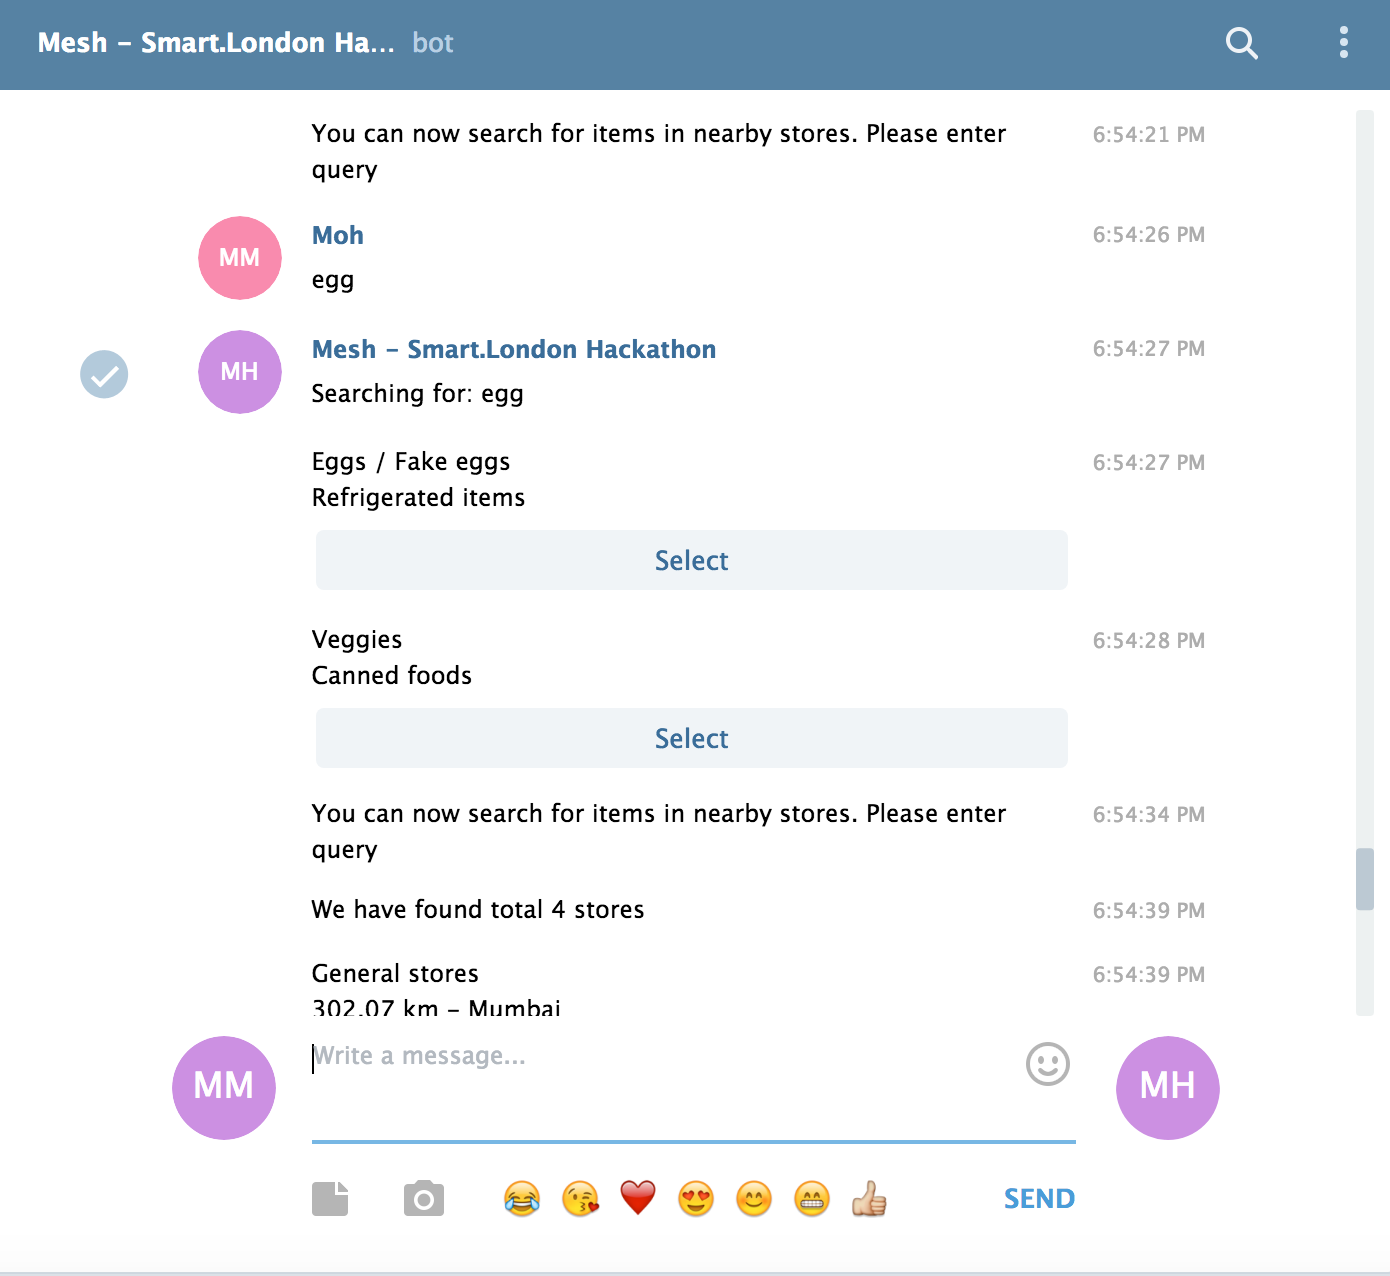 Mesh – Smart.London Ha... bot
You can now search for items in nearby stores. Please enter 6:54:21 PM
query
Moh 6:54:26 PM
MM
egg
Mesh – Smart.London Hackathon 6:54:27 PM
MH
Searching for: egg
Eggs / Fake eggs 6:54:27 PM
Refrigerated items
Select
Veggies 6:54:28 PM
Canned foods
Select
You can now search for items in nearby stores. Please enter 6:54:34 PM
query
We have found total 4 stores 6:54:39 PM
General stores 6:54:39 PM
302.07 km – Mumbai
Write a message...
MM MH
SEND